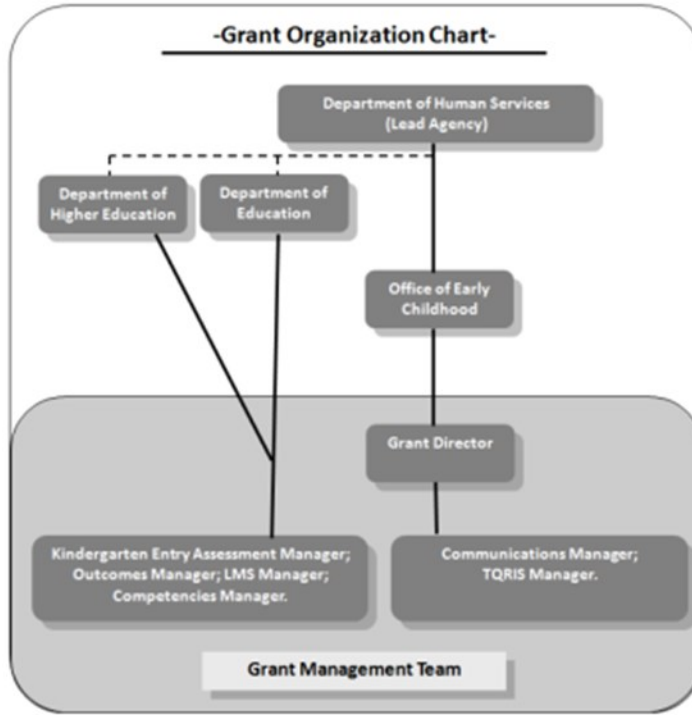 -Grant Organization Chart-
Department of Human Services
(Lead Agency)
Department of
Higher Education
Department of
Education
Office of Early
Childhood
Grant Director
Kindergarten Entry Assessment Manager;
Outcomes Manager; LMS Manager;
Competencies Manager.
Communications Manager;
TQRIS Manager.
Grant Management Team